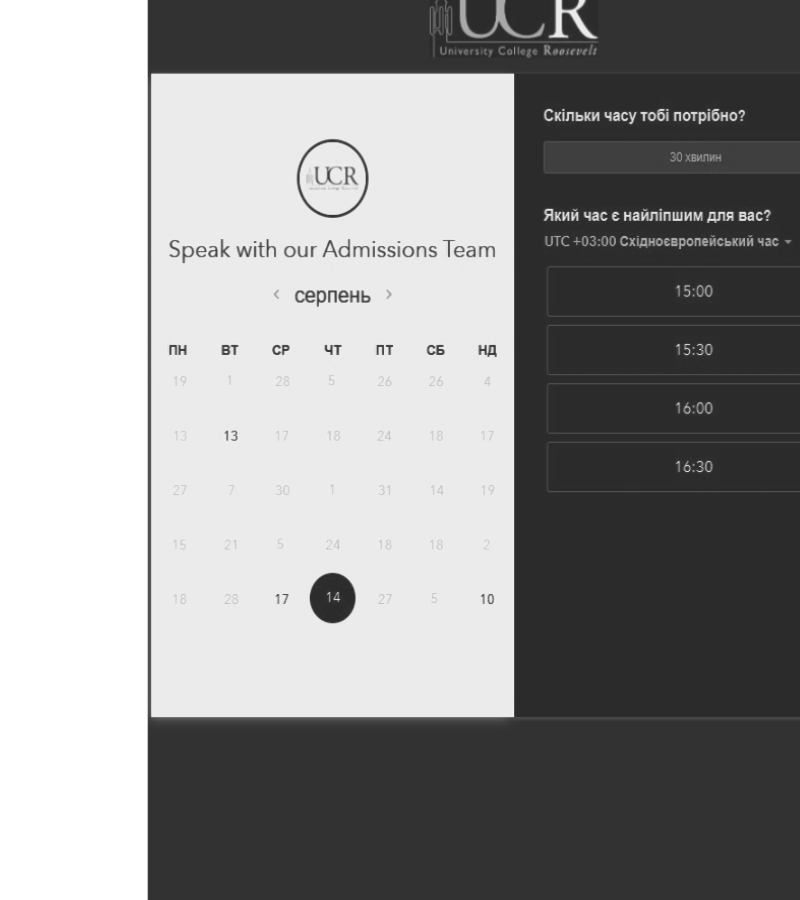 UCR
University College Roosevelt
UCR
Speak with our Admissions Team
‹ серпень ›
ПН ВТ СР ЧТ ПТ СБ НД
19 1 28 5 26 26 4
13 13 17 18 24 18 17
27 7 30 1 31 14 19
15 21 5 24 18 18 2
18 28 17 14 27 5 10
Скільки часу тобі потрібно?
30 хвилин
Який час є найліпшим для вас?
UTC +03:00 Східноєвропейський час
15:00
15:30
16:00
16:30